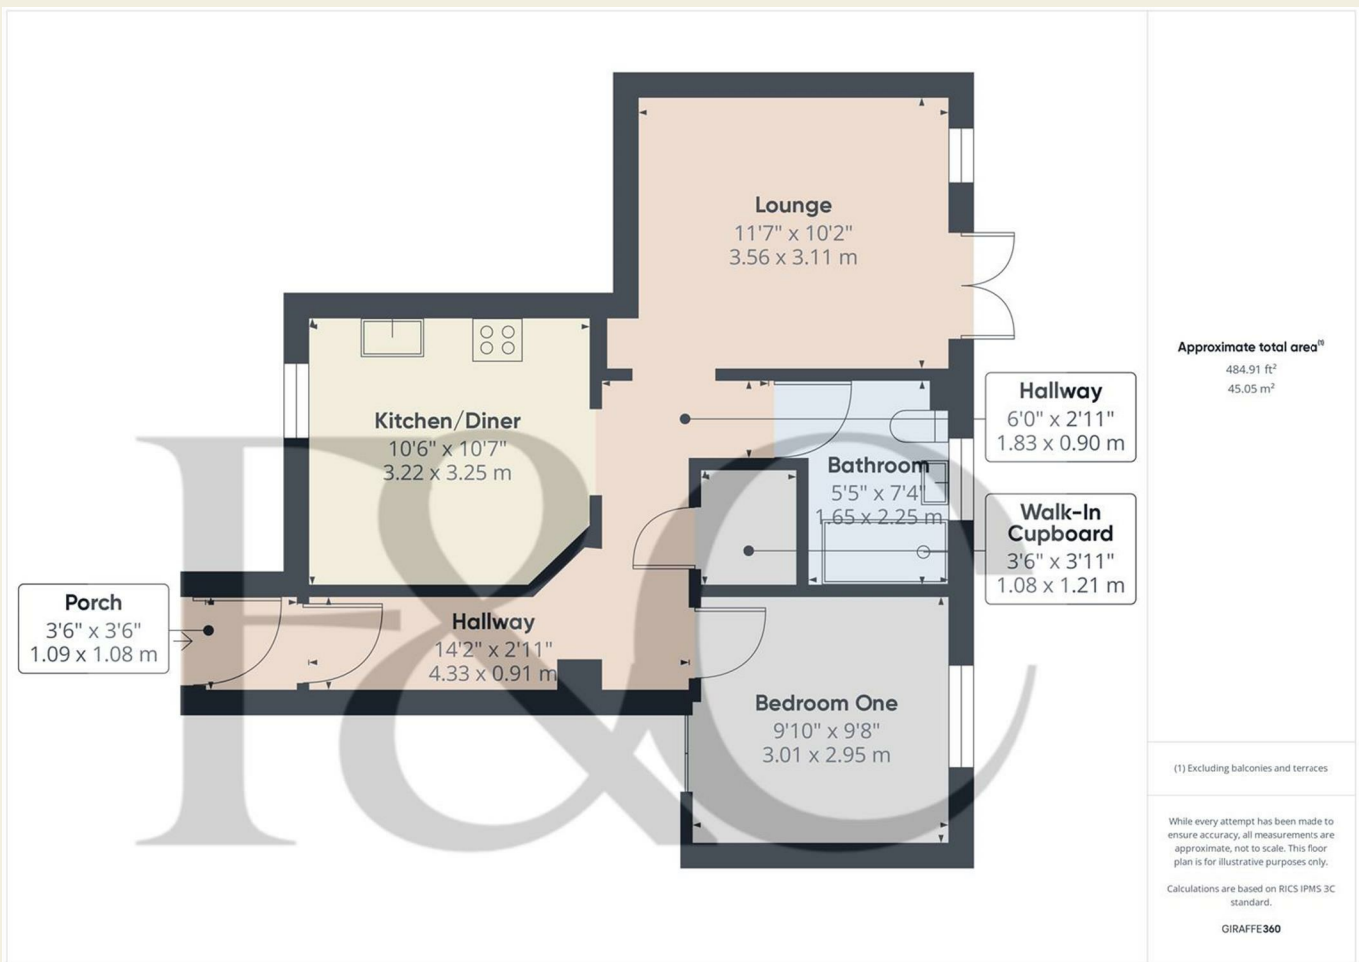 Lounge
11'7" x 10'2"
3.56 x 3.11 m
Kitchen/Diner
10'6" x 10'7"
3.22 x 3.25 m
Hallway
6'0" x 2'11"
1.83 x 0.90 m
Bathroom
5'5" x 7'4"
1.65 x 2.25 m
Walk-In
Cupboard
3'6" x 3'11"
1.08 x 1.21 m
Porch
3'6" x 3'6"
1.09 x 1.08 m
Hallway
14'2" x 2'11"
4.33 x 0.91 m
Bedroom One
9'10" x 9'8"
3.01 x 2.95 m
F&C
Approximate total area(1)
484.91 ft²
45.05 m²
(1) Excluding balconies and terraces
While every attempt has been made to
ensure accuracy, all measurements are
approximate, not to scale. This floor
plan is for illustrative purposes only.
Calculations are based on RICS IPMS 3C
standard.
GIRAFFE360